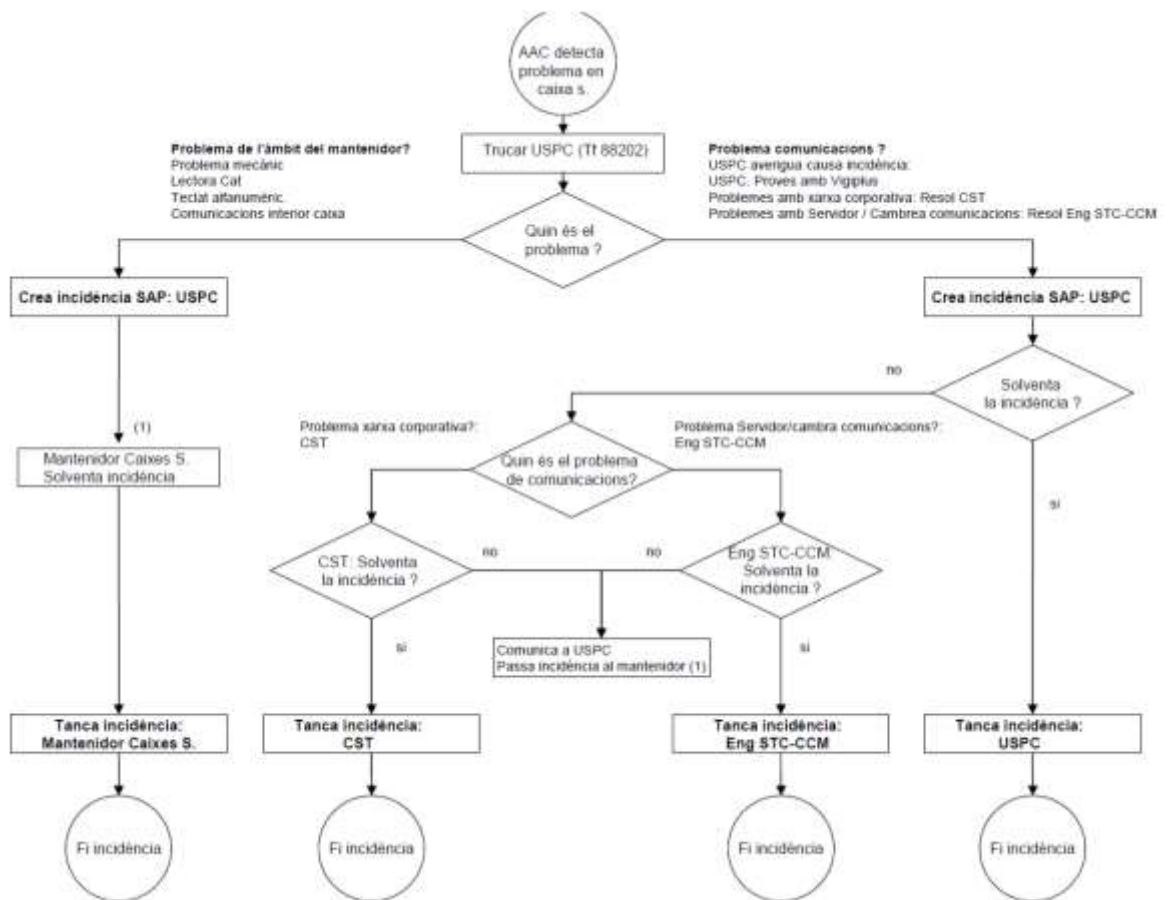 AAC detecta
problema en
caixa s.
Trucar USPC (Tf 88202)
Problema de l'àmbit del mantenidor?
Problema mecànic
Lectora Cat
Teclat alfanumèric.
Comunicacions interior caixa
Problema comunicacions ?
USPC averigua causa incidència:
USPC. Proves amb Vigiplus
Problemes amb xarxa corporativa: Resol CST
Problemes amb Servidor / Cambrea comunicacions: Resol Eng STC-CCM
Quin és el
problema ?
Crea incidència SAP: USPC
Crea incidència SAP: USPC
no
Solventa
la incidència ?
(1)
Mantenidor Caixes S.
Solventa incidència
Problema xarxa corporativa?:
CST
Problema Servidor/cambra comunicacions?:
Eng STC-CCM
Quin és el problema
de comunicacions?
si
CST: Solventa
la incidència ?
no
no
Eng STC-CCM
Solventa la
incidència ?
si
Comunica a USPC
Passa incidència al mantenidor (1)
si
Tanca incidència:
Mantenidor Caixes S.
Tanca incidència:
CST
Tanca incidència:
Eng STC-CCM
Tanca incidència:
USPC
Fi incidència
Fi incidència
Fi incidència
Fi incidència